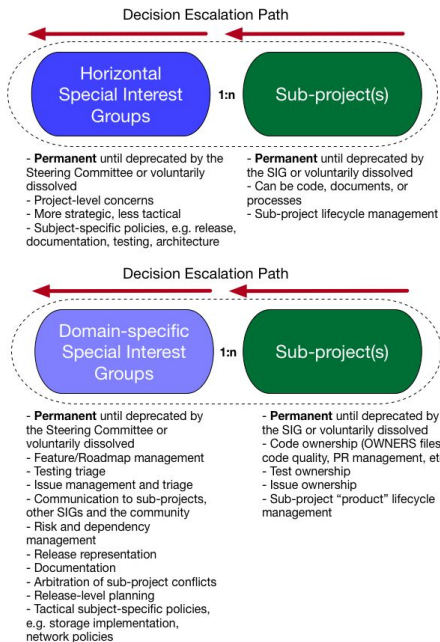 Decision Escalation Path
Horizontal
Special Interest
Groups
1:n
Sub-project(s)
- Permanent until deprecated by the
Steering Committee or voluntarily
dissolved
- Project-level concerns
- More strategic, less tactical
- Subject-specific policies, e.g. release,
documentation, testing, architecture
- Permanent until deprecated by
the SIG or voluntarily dissolved
- Can be code, documents, or
processes
- Sub-project lifecycle management
Decision Escalation Path
Domain-specific
Special Interest
Groups
1:n
Sub-project(s)
- Permanent until deprecated by
the Steering Committee or
voluntarily dissolved
- Feature/Roadmap management
- Testing triage
- Issue management and triage
- Communication to sub-projects,
other SIGs and the community
- Risk and dependency
management
- Release representation
- Documentation
- Arbitration of sub-project conflicts
- Release-level planning
- Tactical subject-specific policies,
e.g. storage implementation,
network policies
- Permanent until deprecated by
the SIG or voluntarily dissolved
- Code ownership (OWNERS files
code quality, PR management, et
- Test ownership
- Issue ownership
- Sub-project “product” lifecycle
management